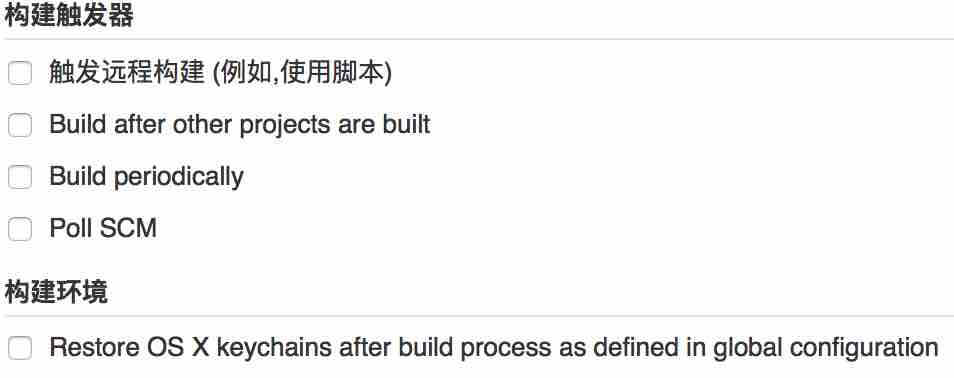 构建触发器
触发远程构建 (例如,使用脚本)
Build after other projects are built
Build periodically
Poll SCM
构建环境
Restore OS X keychains after build process as defined in global configuration